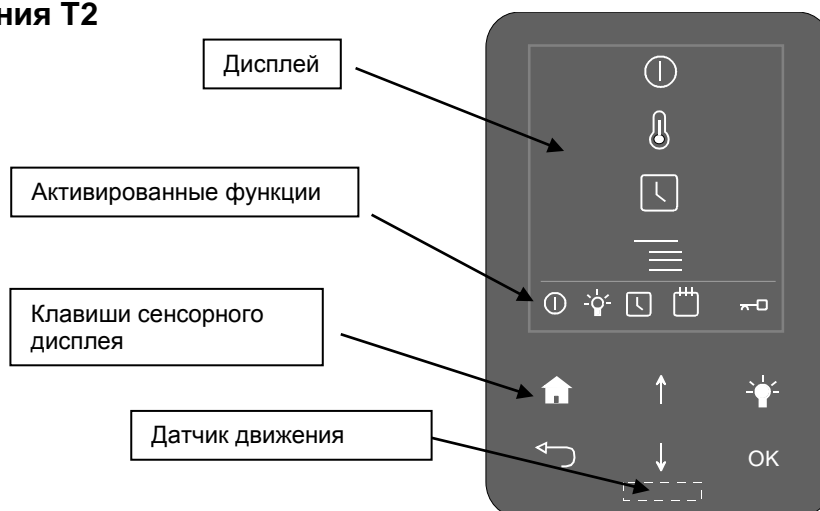 ния T2
Дисплей
Активированные функции
Клавиши сенсорного
дисплея
Датчик движения
OK